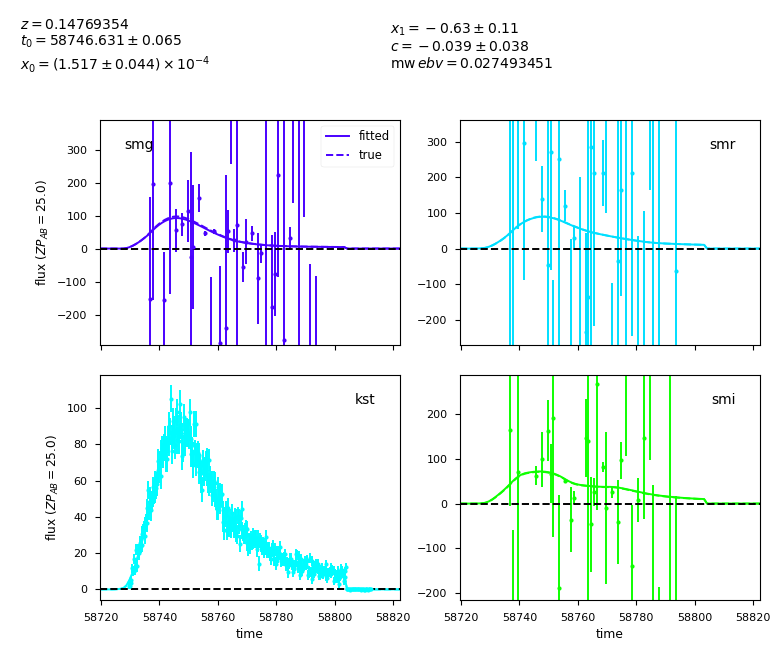 z = 0.14769354
t₀ = 58746.631 ± 0.065
x₀ = (1.517 ± 0.044) × 10⁻⁴
x₁ = −0.63 ± 0.11
c = −0.039 ± 0.038
mw ebv = 0.027493451
smg
fitted
true
300
200
100
0
−100
−200
flux (ZP_AB = 25.0)
smr
300
200
100
0
−100
−200
kst
100
80
60
40
20
0
flux (ZP_AB = 25.0)
58720 58740 58760 58780 58800 58820
time
smi
200
100
0
−100
−200
58720 58740 58760 58780 58800 58820
time